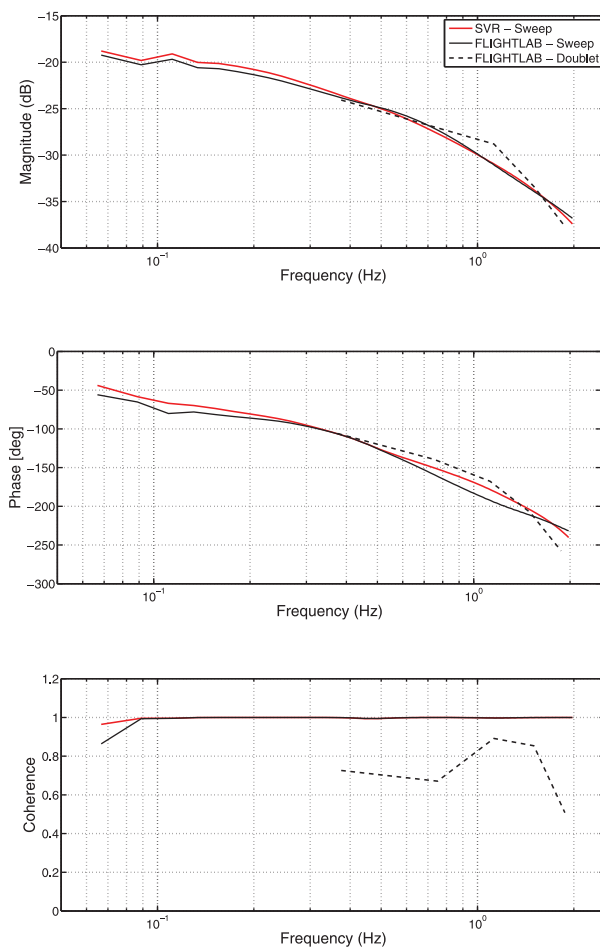 SVR – Sweep
FLIGHTLAB – Sweep
FLIGHTLAB – Doublet
−15
−20
−25
−30
−35
−40
Magnitude (dB)
10⁻¹
10⁰
Frequency (Hz)
0
−50
−100
−150
−200
−250
−300
Phase [deg]
10⁻¹
10⁰
Frequency (Hz)
1.2
1
0.8
0.6
0.4
0.2
0
Coherence
10⁻¹
10⁰
Frequency (Hz)